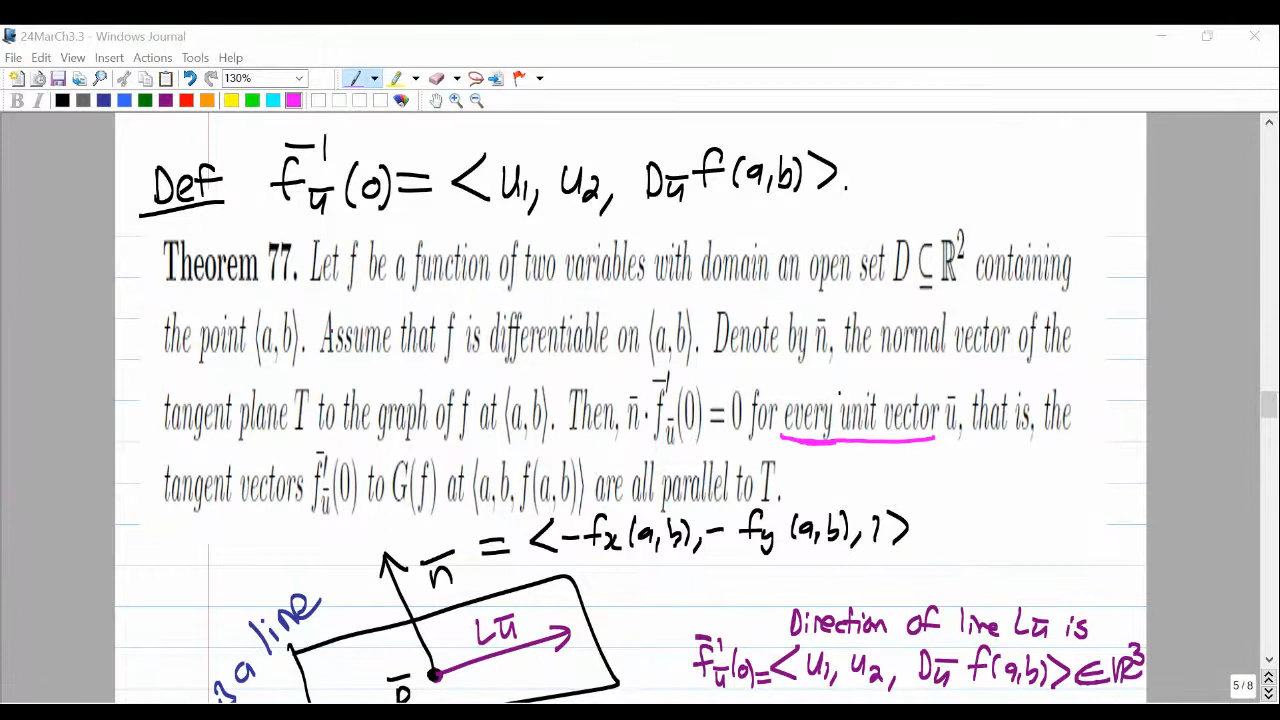 24MarCh3.3 - Windows Journal
File Edit View Insert Actions Tools Help
130%
B I
Def f̄'ᵤ̄(0) = <u₁, u₂, Dᵤ̄f(a,b)>.
Theorem 77. Let f be a function of two variables with domain an open set D ⊆ ℝ² containing
the point ⟨a, b⟩. Assume that f is differentiable on ⟨a, b⟩. Denote by n̄, the normal vector of the
tangent plane T to the graph of f at ⟨a, b⟩. Then, n̄ · f̄'ᵤ̄(0) = 0 for every unit vector ū, that is, the
tangent vectors f̄'ᵤ̄(0) to G(f) at ⟨a, b, f(a, b)⟩ are all parallel to T.
n̄ = <-fx(a,b), -fy(a,b), 1>
a line
Lū
Direction of line Lū is
f̄'ᵤ̄(0) = <u₁, u₂, Dᵤ̄f(a,b)> ∈ ℝ³
5 / 8